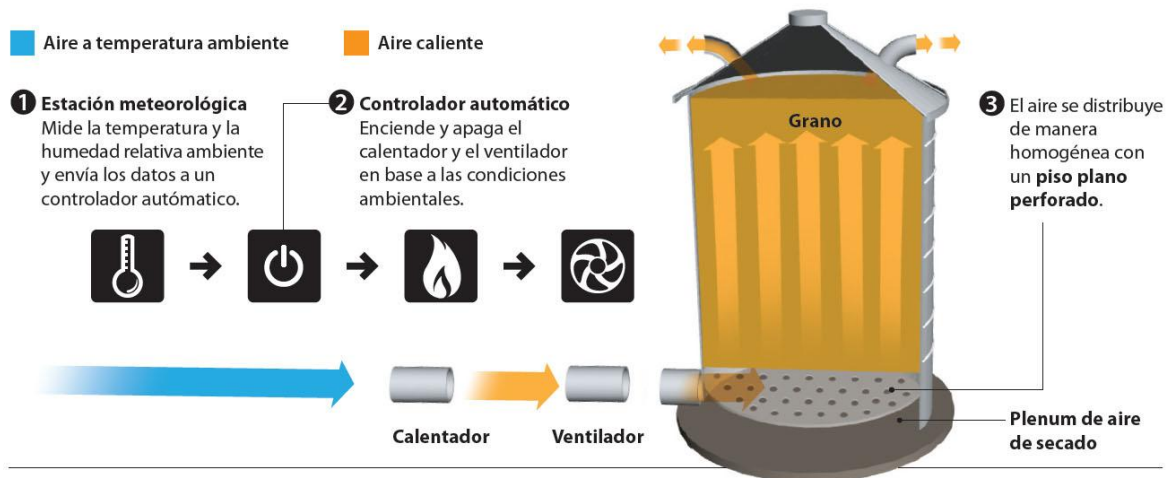 Aire a temperatura ambiente
Aire caliente
1 Estación meteorológica
Mide la temperatura y la
humedad relativa ambiente
y envía los datos a un
controlador autómatico.
2 Controlador automático
Enciende y apaga el
calentador y el ventilador
en base a las condiciones
ambientales.
Grano
3 El aire se distribuye
de manera
homogénea con
un piso plano
perforado.
Calentador
Ventilador
Plenum de aire
de secado